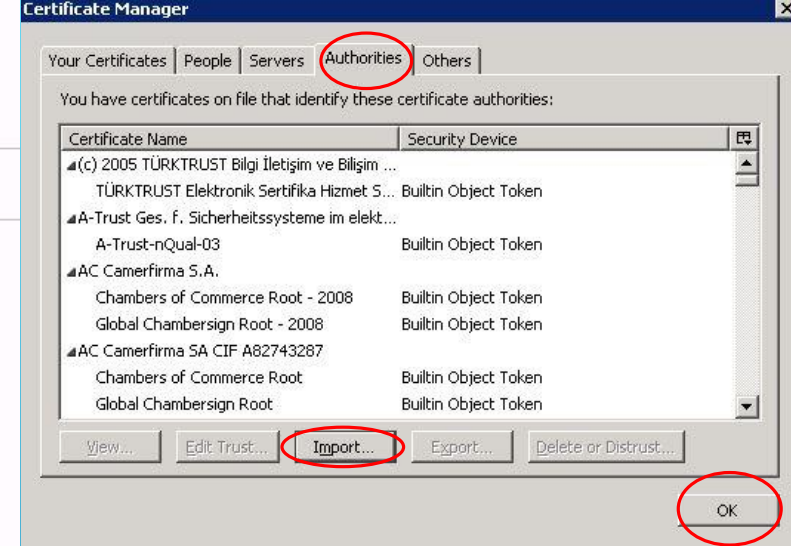 Certificate Manager
Your Certificates People Servers Authorities Others
You have certificates on file that identify these certificate authorities:
Certificate Name Security Device
(c) 2005 TÜRKTRUST Bilgi İletişim ve Bilişim ...
TÜRKTRUST Elektronik Sertifika Hizmet S... Builtin Object Token
A-Trust Ges. f. Sicherheitssysteme im elekt...
A-Trust-nQual-03 Builtin Object Token
AC Camerfirma S.A.
Chambers of Commerce Root - 2008 Builtin Object Token
Global Chambersign Root - 2008 Builtin Object Token
AC Camerfirma SA CIF A82743287
Chambers of Commerce Root Builtin Object Token
Global Chambersign Root Builtin Object Token
View... Edit Trust... Import... Export... Delete or Distrust...
OK